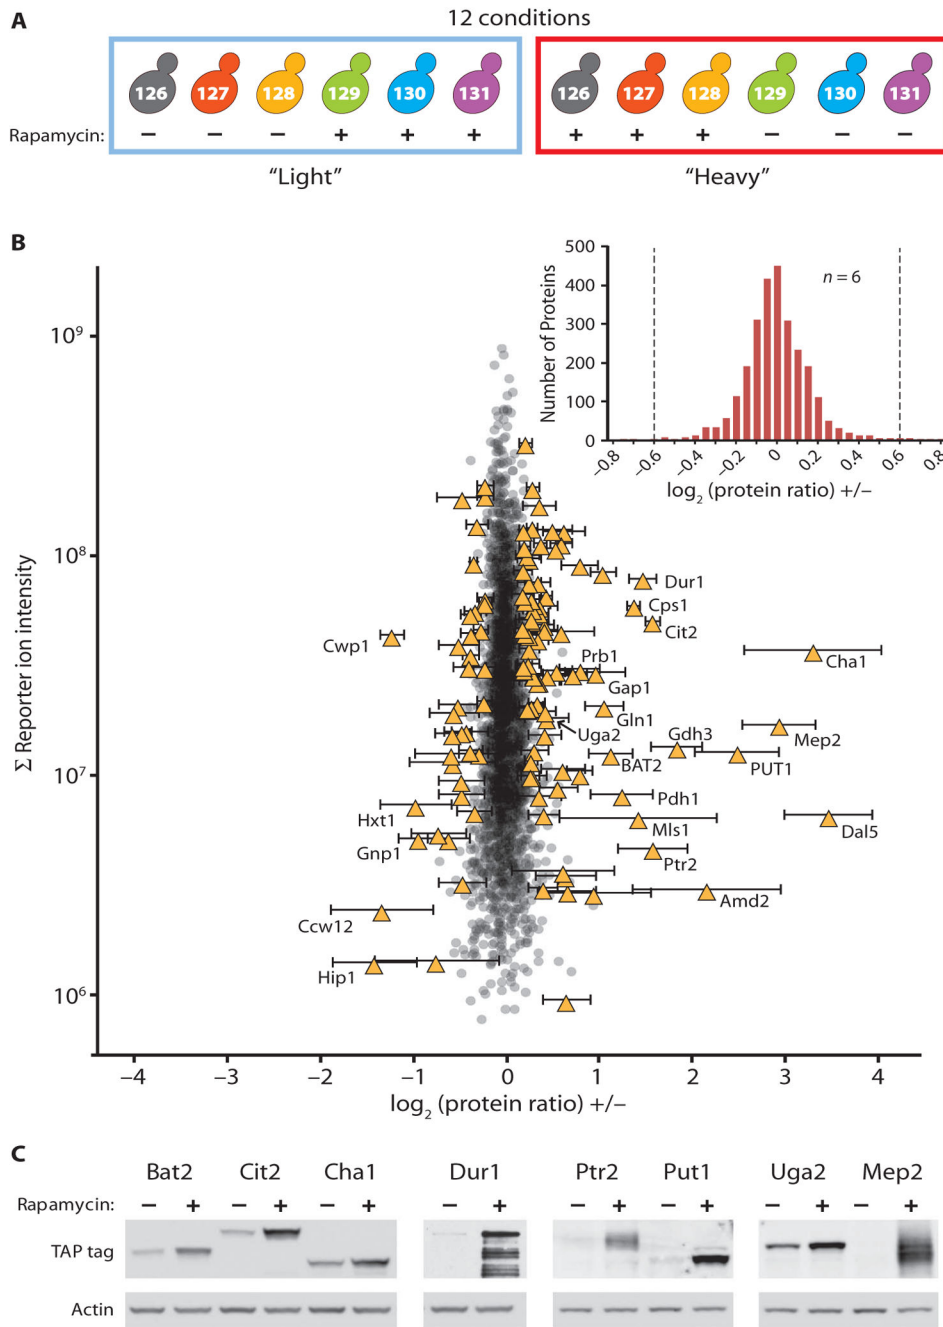 A
12 conditions
126 127 128 129 130 131 126 127 128 129 130 131
Rapamycin: – – – + + + + + + – – –
“Light” “Heavy”
B
500
400
300
200
100
0
Number of Proteins
n = 6
–0.8 –0.6 –0.2 0 0.2 0.4 0.6 0.8
log2 (protein ratio) +/–
10⁹
10⁸
10⁷
10⁶
Σ Reporter ion intensity
Dur1
Cps1
Cit2
Cwp1
Cha1
Prb1
Gap1
Gln1
Mep2
Uga2
Gdh3
BAT2
PUT1
Pdh1
Hxt1
Mls1
Dal5
Gnp1
Ptr2
Amd2
Ccw12
Hip1
–4 –3 –2 –1 0 1 2 3 4
log2 (protein ratio) +/–
C
Bat2 Cit2 Cha1 Dur1 Ptr2 Put1 Uga2 Mep2
Rapamycin: – + – + – + – + – + – + – + – +
TAP tag
Actin